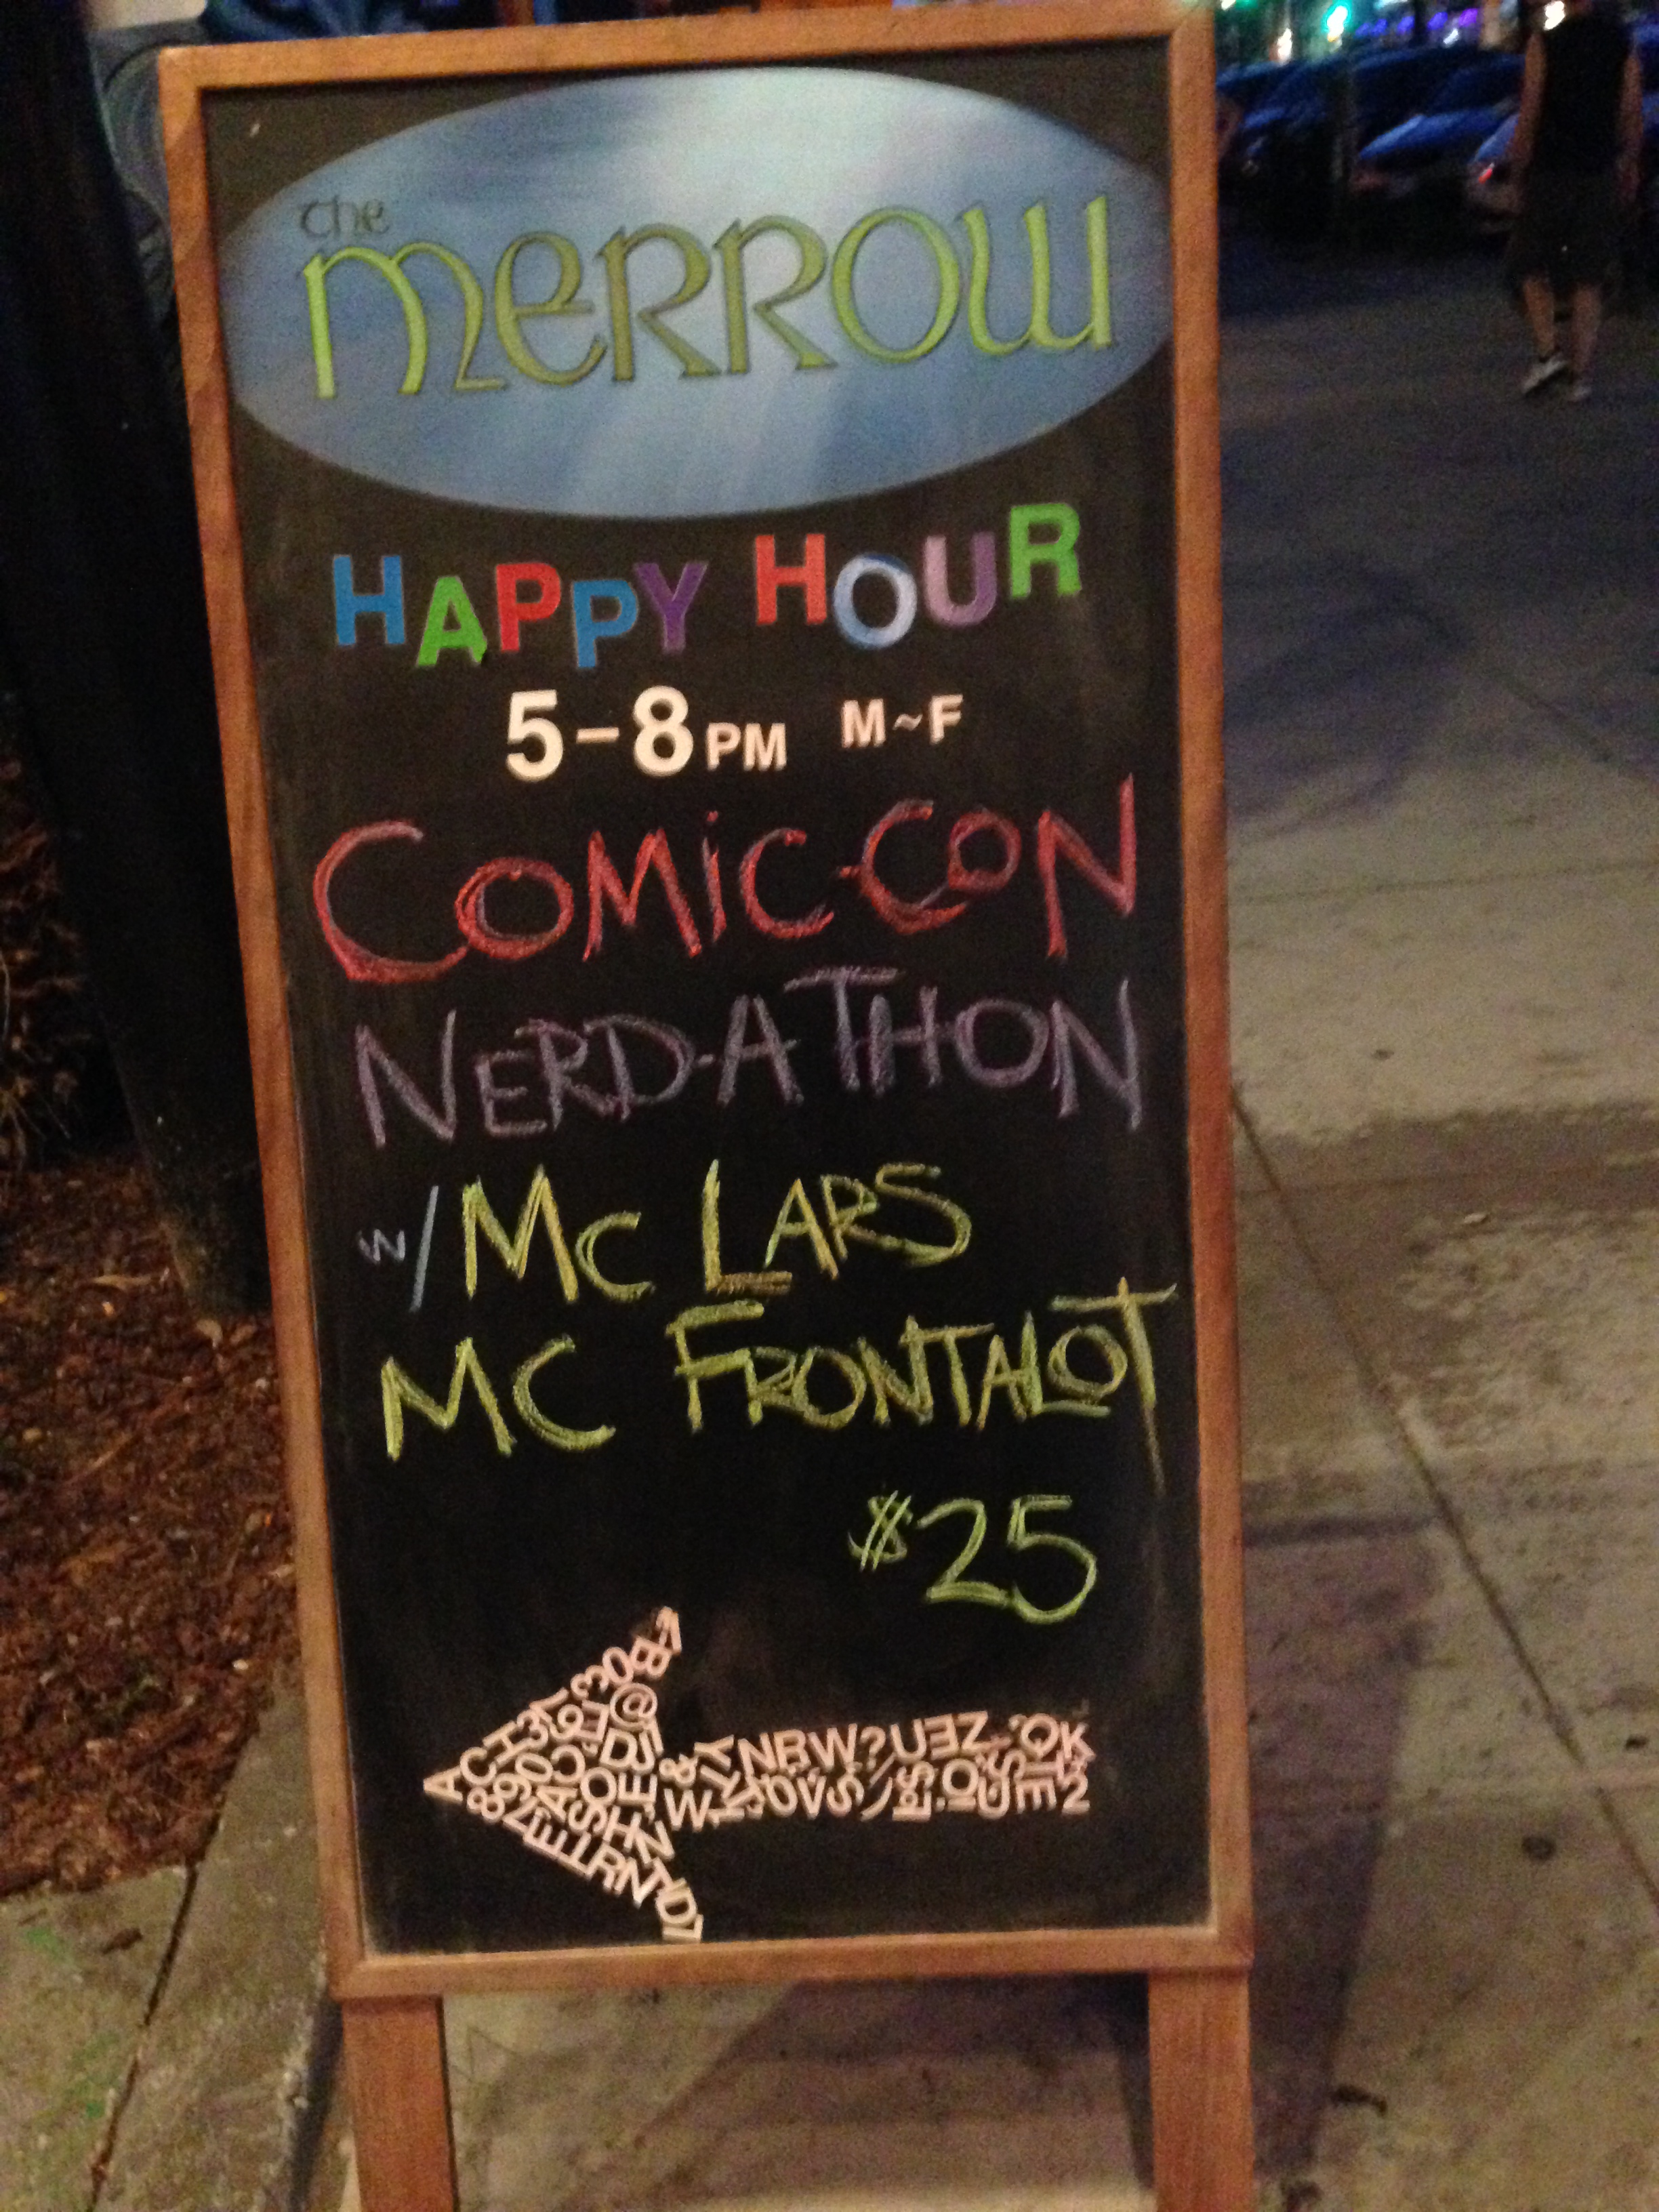 the
MERROW
HAPPY HOUR
5-8PM M~F
COMiC-CON
NERD-A-THON
w/ MC LARS
MC FRONTALOT
$25